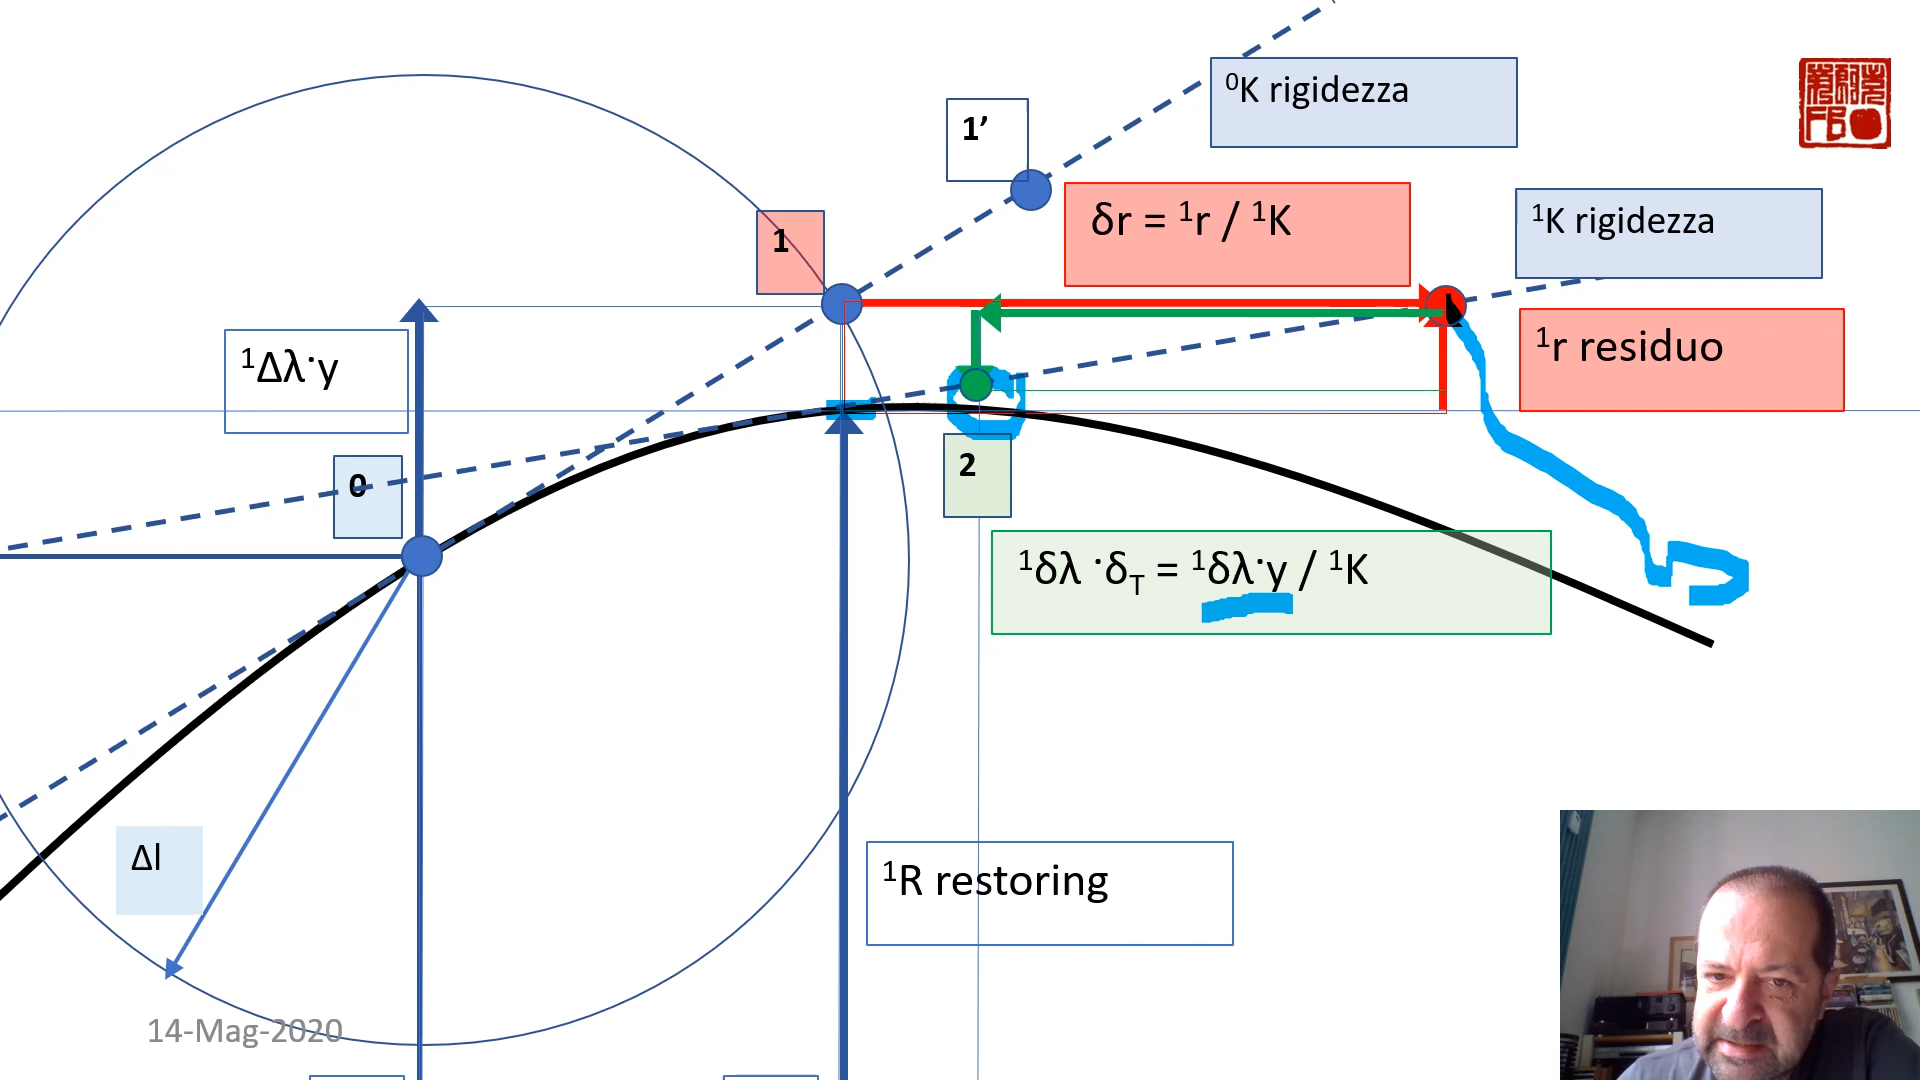 ⁰K rigidezza
1’
δr = ¹r / ¹K
¹K rigidezza
1
¹r residuo
¹Δλ·y
0
2
¹δλ ·δ_T = ¹δλ·y / ¹K
Δl
¹R restoring
14-Mag-2020